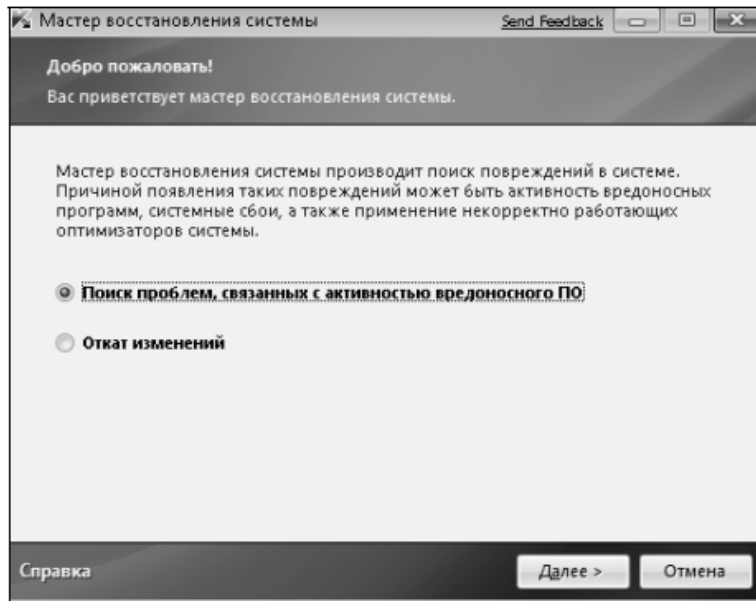 Мастер восстановления системы
Send Feedback
Добро пожаловать!
Вас приветствует мастер восстановления системы.
Мастер восстановления системы производит поиск повреждений в системе.
Причиной появления таких повреждений может быть активность вредоносных
программ, системные сбои, а также применение некорректно работающих
оптимизаторов системы.
Поиск проблем, связанных с активностью вредоносного ПО
Откат изменений
Справка
Далее >
Отмена